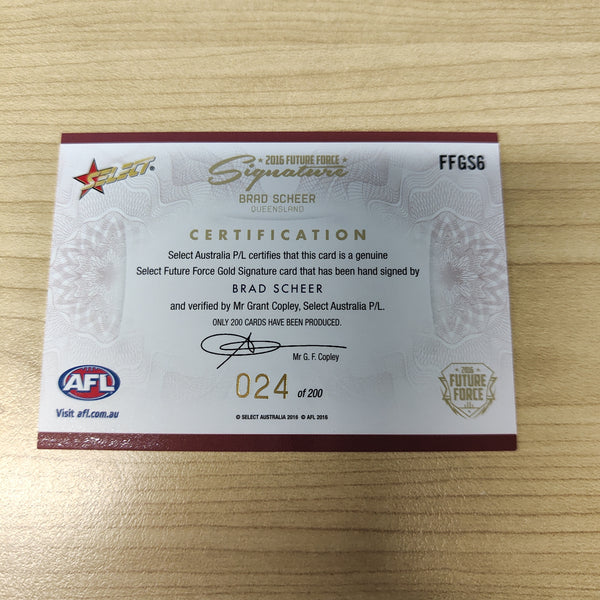 SELECT
2016 FUTURE FORCE
Signature
FFGS6
BRAD SCHEER
QUEENSLAND
CERTIFICATION
Select Australia P/L certifies that this card is a genuine
Select Future Force Gold Signature card that has been hand signed by
BRAD SCHEER
and verified by Mr Grant Copley, Select Australia P/L.
ONLY 200 CARDS HAVE BEEN PRODUCED.
Mr G. F. Copley
024 of 200
AFL
Visit afl.com.au
2016
FUTURE
FORCE
© SELECT AUSTRALIA 2016 © AFL 2016